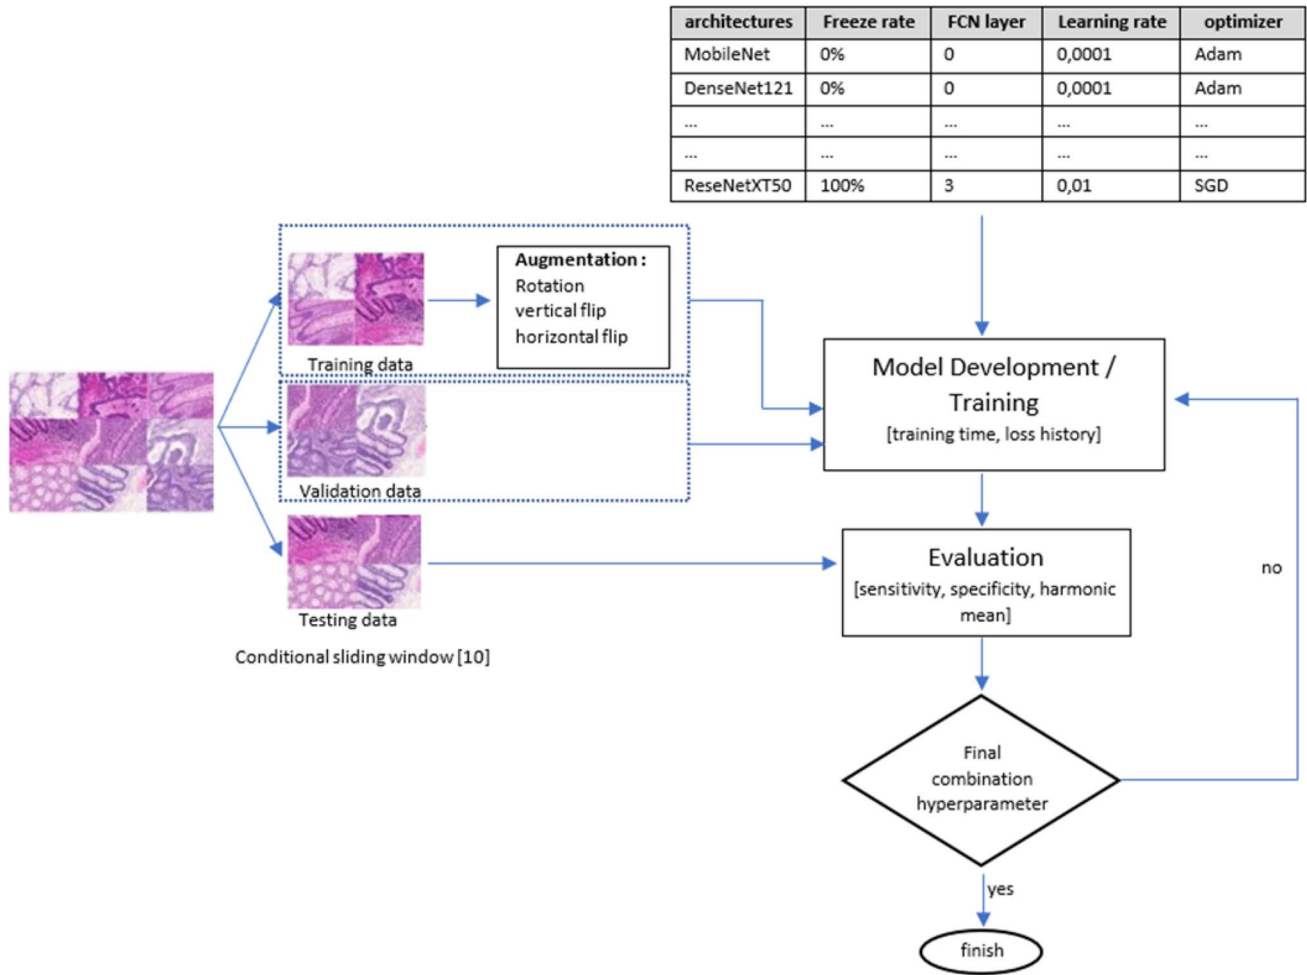 architectures Freeze rate FCN layer Learning rate optimizer
MobileNet 0% 0 0,0001 Adam
DenseNet121 0% 0 0,0001 Adam
... ... ... ... ...
... ... ... ... ...
ReseNetXT50 100% 3 0,01 SGD
Augmentation :
Rotation
vertical flip
horizontal flip
Training data
Validation data
Testing data
Conditional sliding window [10]
Model Development /
Training
[training time, loss history]
Evaluation
[sensitivity, specificity, harmonic
mean]
no
Final
combination
hyperparameter
yes
finish